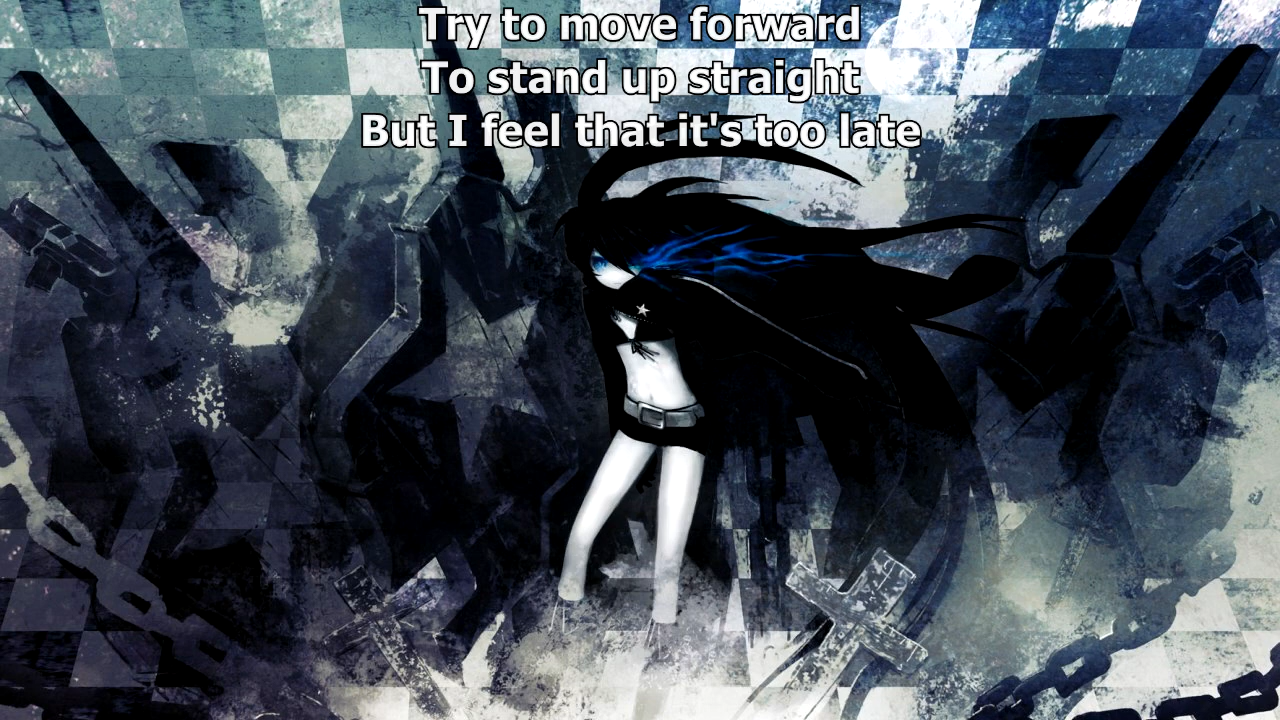 Try to move forward
To stand up straight
But I feel that it's too late